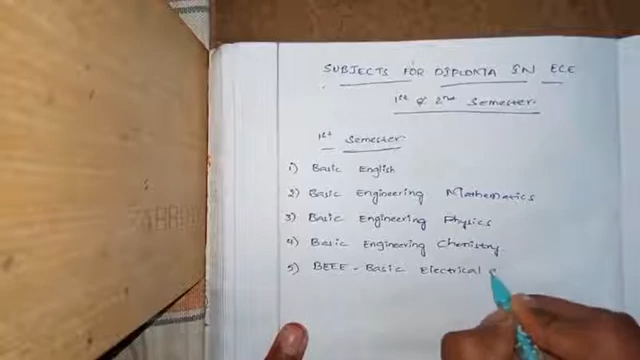 SUBJECTS FOR DIPLOMA IN ECE
1st & 2nd Semester.
1st Semester:
1) Basic English
2) Basic Engineering Mathematics
3) Basic Engineering Physics
4) Basic Engineering Chemistry.
5) BEEE - Basic Electrical